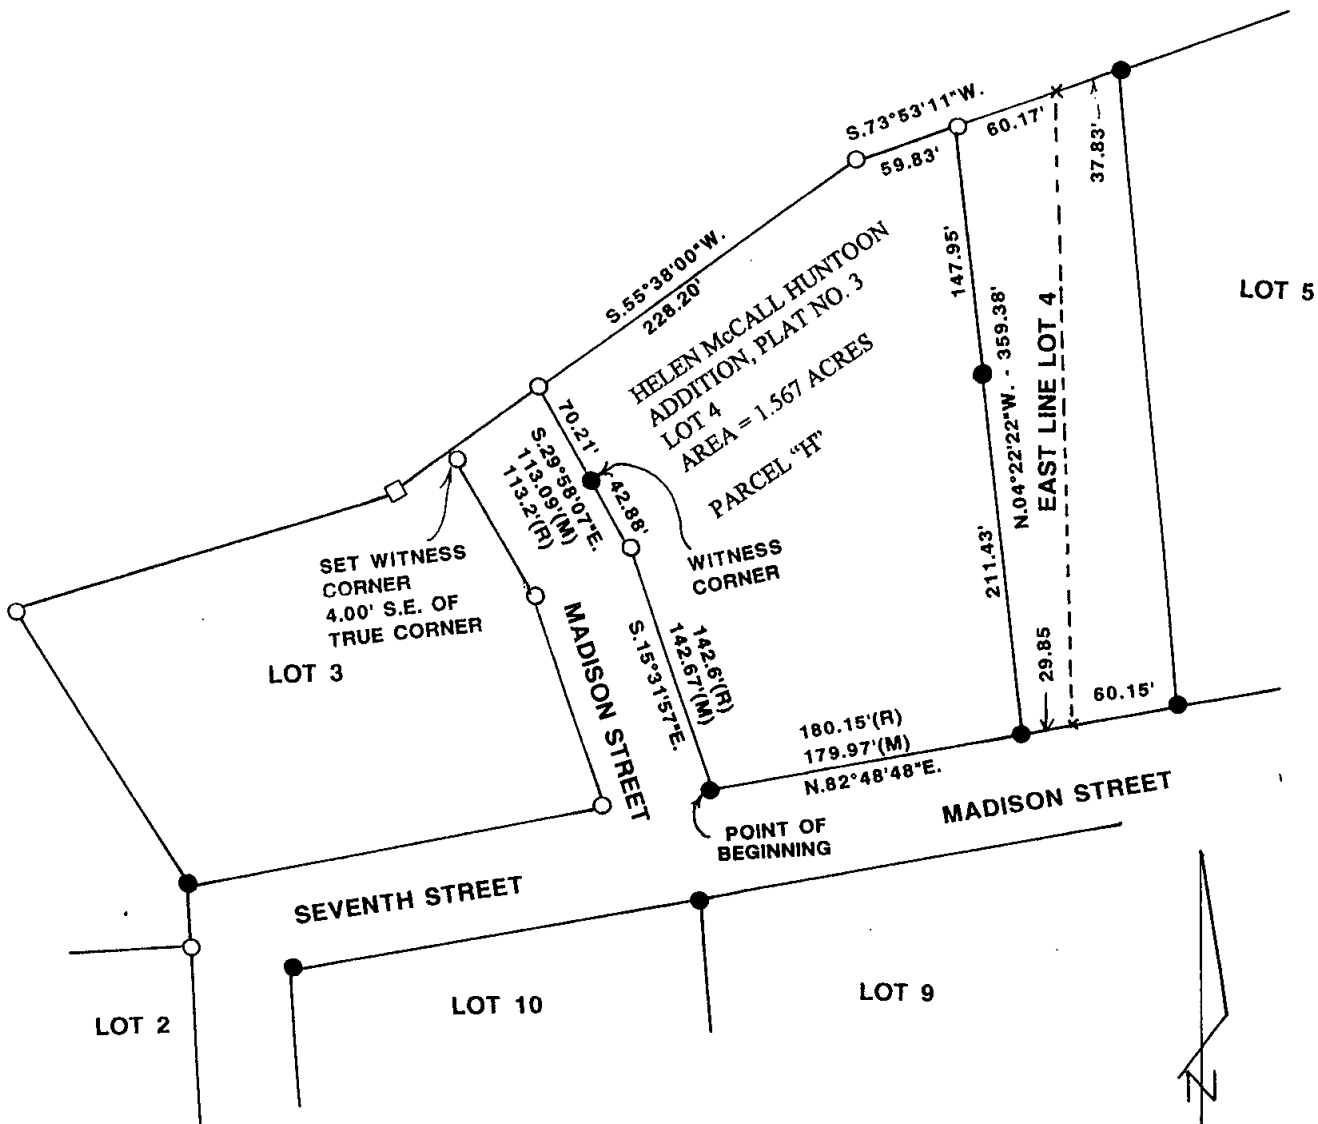 S.73°53'11"W.
59.83'
60.17'
37.83'
S.55°38'00"W.
228.20'
HELEN McCALL HUNTOON
ADDITION, PLAT NO. 3
LOT 4
AREA = 1.567 ACRES
PARCEL "H"
147.95'
N.04°22'22"W. - 359.38'
EAST LINE LOT 4
211.43'
29.85
60.15'
LOT 5
70.21'
42.88'
S.29°58'07"E.
113.09'(M)
113.2'(R)
WITNESS
CORNER
SET WITNESS
CORNER
4.00' S.E. OF
TRUE CORNER
LOT 3
MADISON STREET
142.6'(R)
142.67'(M)
S.15°31'57"E.
180.15'(R)
179.97'(M)
N.82°48'48"E.
POINT OF
BEGINNING
MADISON STREET
SEVENTH STREET
LOT 2
LOT 10
LOT 9
N